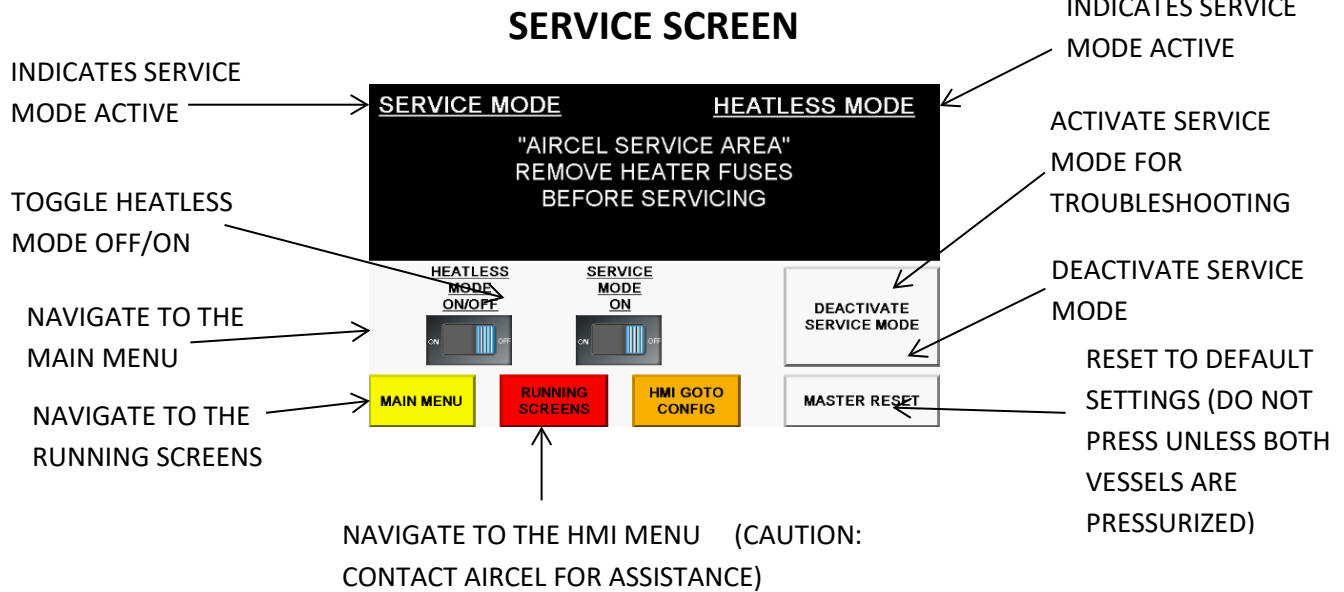 SERVICE SCREEN
INDICATES SERVICE
MODE ACTIVE
INDICATES SERVICE
MODE ACTIVE
SERVICE MODE
HEATLESS MODE
"AIRCEL SERVICE AREA"
REMOVE HEATER FUSES
BEFORE SERVICING
ACTIVATE SERVICE
MODE FOR
TROUBLESHOOTING
TOGGLE HEATLESS
MODE OFF/ON
HEATLESS
MODE
ON/OFF
ON
OFF
SERVICE
MODE
ON
ON
OFF
DEACTIVATE
SERVICE MODE
DEACTIVATE SERVICE
MODE
NAVIGATE TO THE
MAIN MENU
MAIN MENU
RUNNING
SCREENS
HMI GOTO
CONFIG
MASTER RESET
RESET TO DEFAULT
SETTINGS (DO NOT
PRESS UNLESS BOTH
VESSELS ARE
PRESSURIZED)
NAVIGATE TO THE
RUNNING SCREENS
NAVIGATE TO THE HMI MENU (CAUTION:
CONTACT AIRCEL FOR ASSISTANCE)